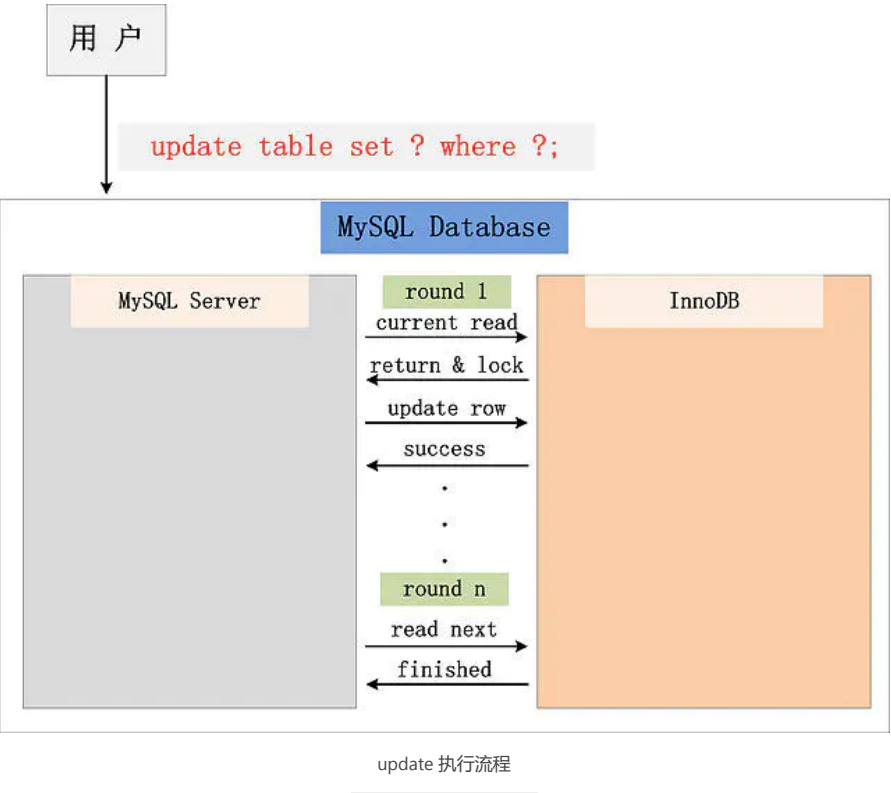 用 户
update table set ? where ?;
MySQL Database
MySQL Server
round 1
InnoDB
current read
return & lock
update row
success
.
.
.
round n
read next
finished
update 执行流程